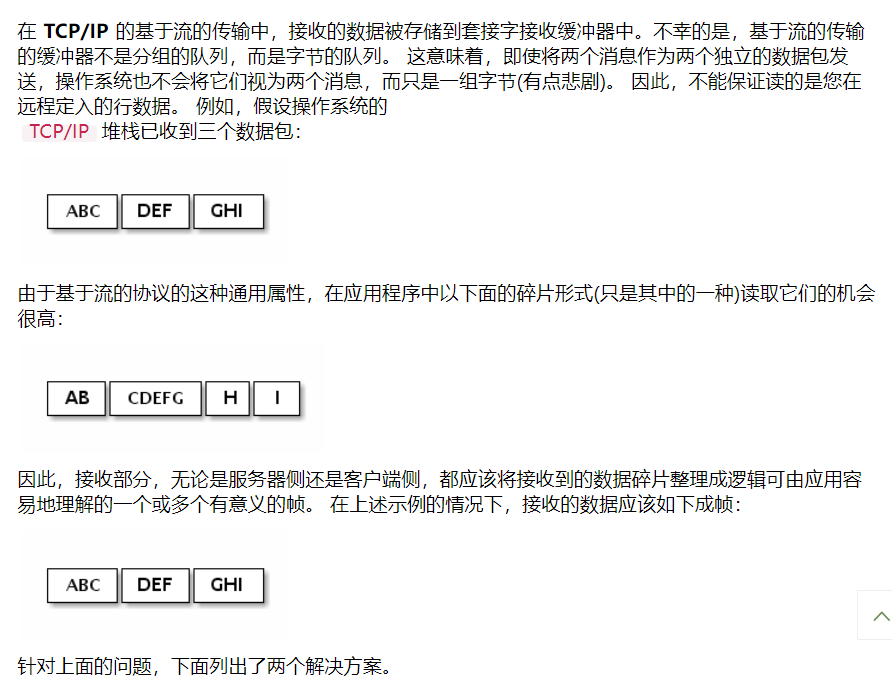 在 TCP/IP 的基于流的传输中，接收的数据被存储到套接字接收缓冲器中。不幸的是，基于流的传输
的缓冲器不是分组的队列，而是字节的队列。 这意味着，即使将两个消息作为两个独立的数据包发
送，操作系统也不会将它们视为两个消息，而只是一组字节(有点悲剧)。 因此，不能保证读的是您在
远程定入的行数据。 例如，假设操作系统的
TCP/IP 堆栈已收到三个数据包：
ABC DEF GHI
由于基于流的协议的这种通用属性，在应用程序中以下面的碎片形式(只是其中的一种)读取它们的机会
很高：
AB CDEFG H I
因此，接收部分，无论是服务器侧还是客户端侧，都应该将接收到的数据碎片整理成逻辑可由应用容
易地理解的一个或多个有意义的帧。 在上述示例的情况下，接收的数据应该如下成帧：
ABC DEF GHI
针对上面的问题，下面列出了两个解决方案。